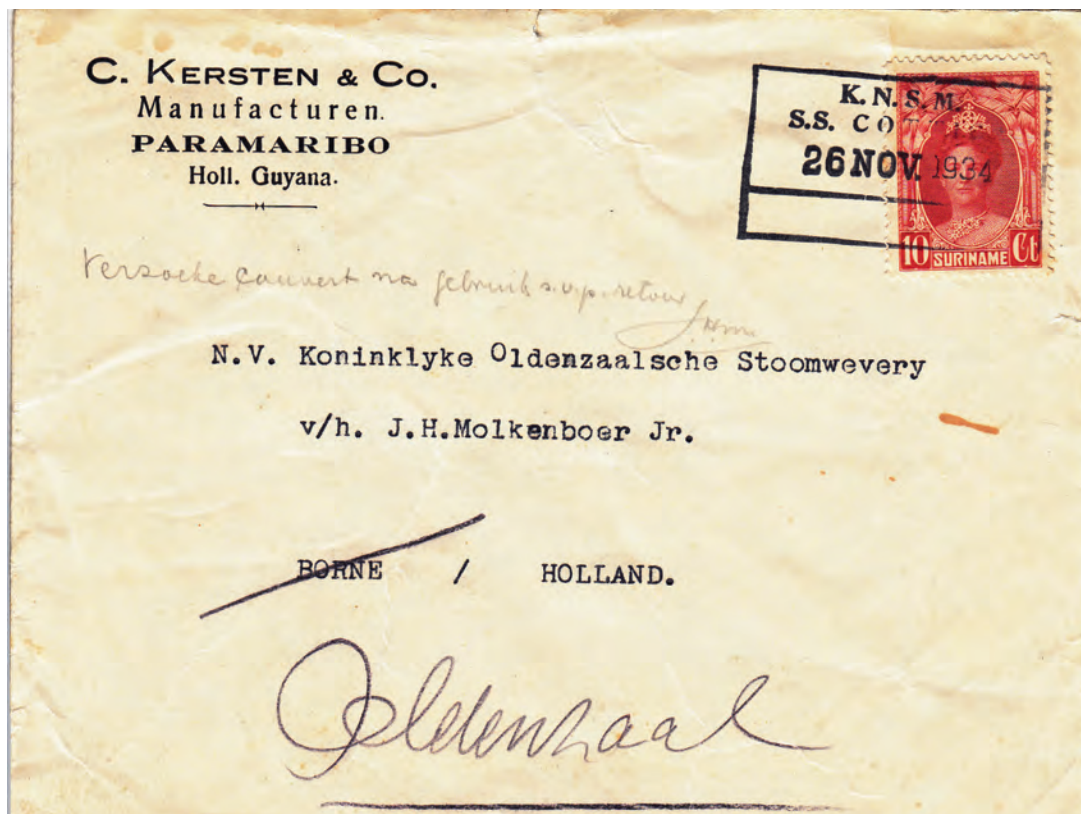 C. KERSTEN & Co.
Manufacturen.
PARAMARIBO
Holl. Guyana.
K.N.S.M.
S.S. CO
26 NOV. 1934
10 SURINAME Ct
Verzoeke couvert na gebruik s.v.p. retour
N.V. Koninklyke Oldenzaalsche Stoomwevery
v/h. J.H.Molkenboer Jr.
BORNE / HOLLAND.
Oldenzaal